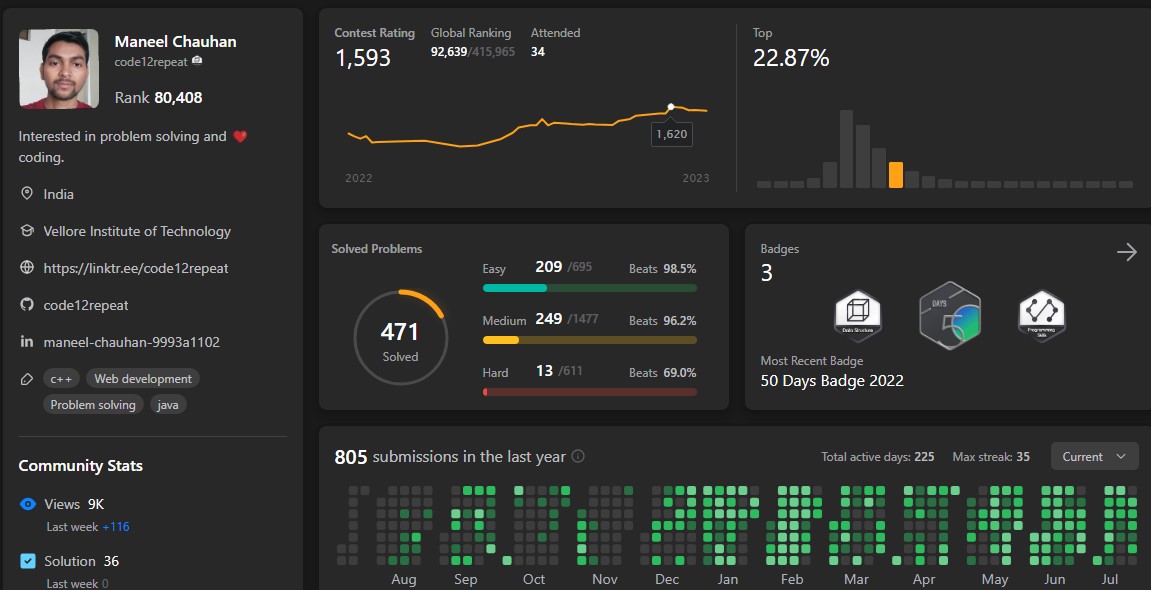 Maneel Chauhan
code12repeat
Rank 80,408
Interested in problem solving and ❤️
coding.
India
Vellore Institute of Technology
https://linktr.ee/code12repeat
code12repeat
maneel-chauhan-9993a1102
c++ Web development
Problem solving java
Community Stats
Views 9K
Last week +116
Solution 36
Last week 0
Contest Rating Global Ranking Attended
1,593 92,639/415,965 34
1,620
2022 2023
Top
22.87%
Solved Problems
471
Solved
Easy 209 /695 Beats 98.5%
Medium 249 /1477 Beats 96.2%
Hard 13 /611 Beats 69.0%
Badges
3
Data Structure
DAYS
50
Programming
Skills
Most Recent Badge
50 Days Badge 2022
805 submissions in the last year
Total active days: 225 Max streak: 35 Current
Aug Sep Oct Nov Dec Jan Feb Mar Apr May Jun Jul